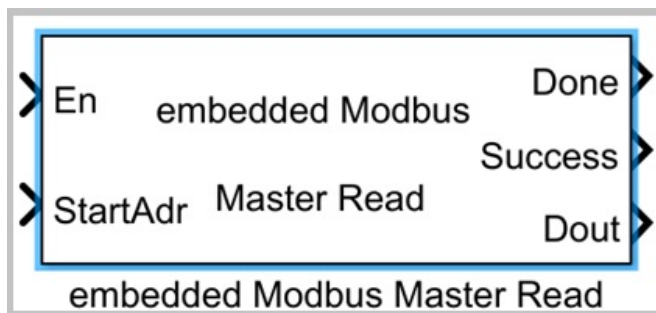 En
embedded Modbus
Done
Success
StartAdr
Master Read
Dout
embedded Modbus Master Read